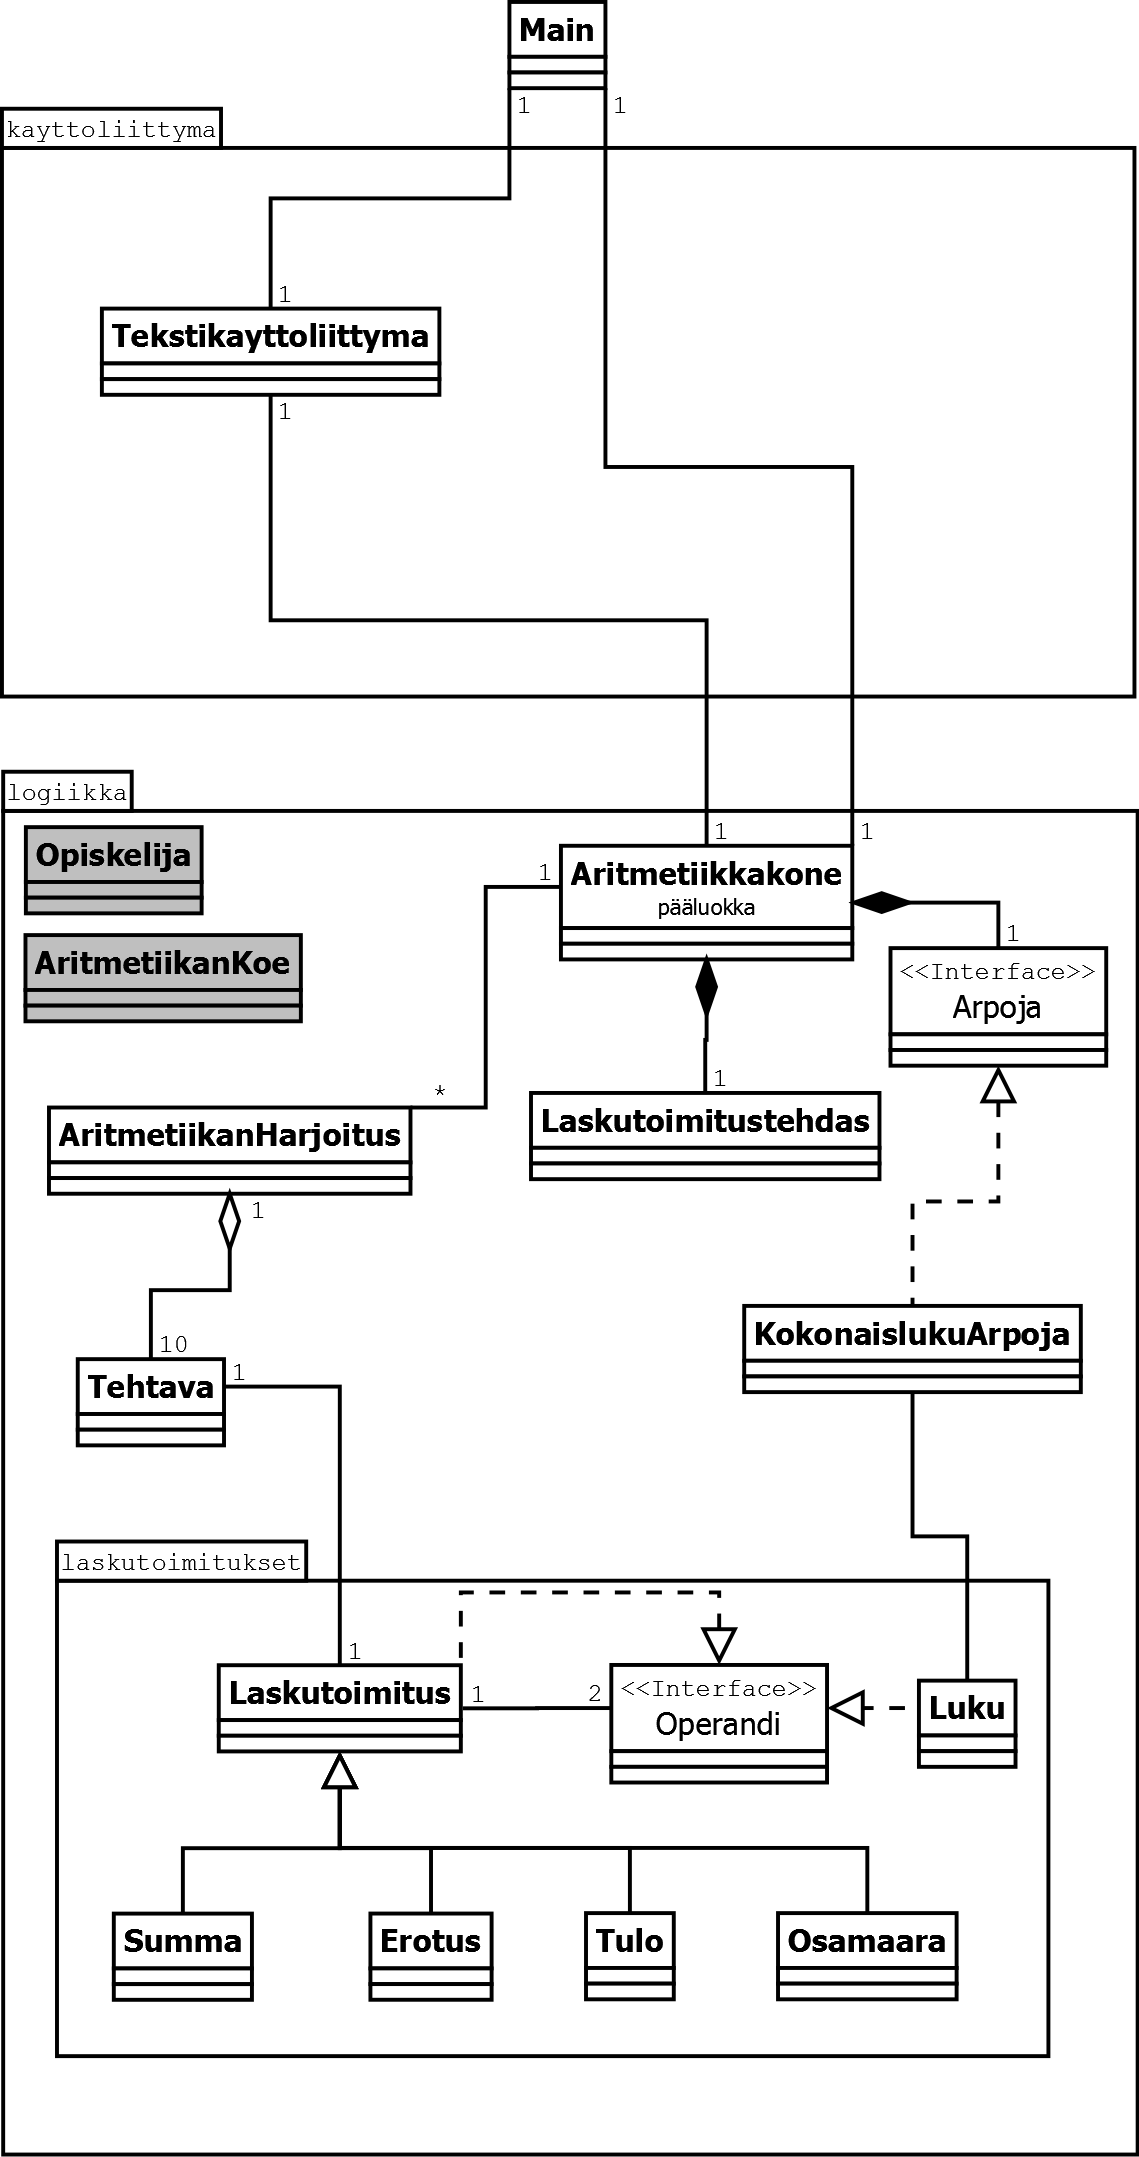 Main
1
1
kayttoliittyma
1
Tekstikayttoliittyma
1
logiikka
1
1
Opiskelija
1
Aritmetiikkakone
pääluokka
1
AritmetiikanKoe
<<Interface>>
Arpoja
*
1
AritmetiikanHarjoitus
Laskutoimitustehdas
1
10
KokonaislukuArpoja
1
Tehtava
laskutoimitukset
1
Laskutoimitus
1
2
<<Interface>>
Operandi
Luku
Summa
Erotus
Tulo
Osamaara